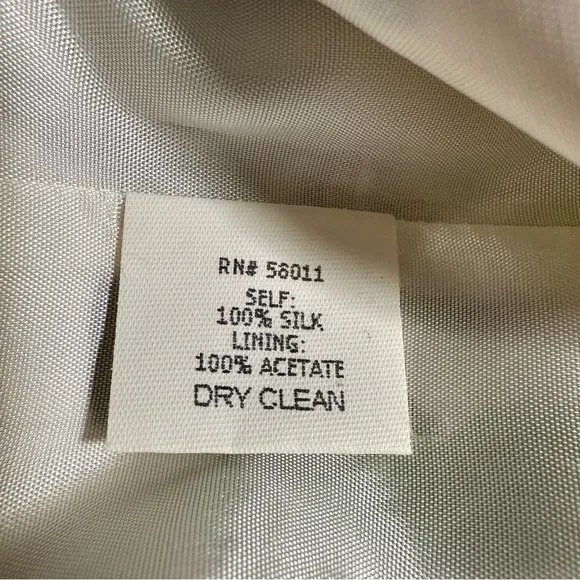 RN# 58011
SELF:
100% SILK
LINING:
100% ACETATE
DRY CLEAN